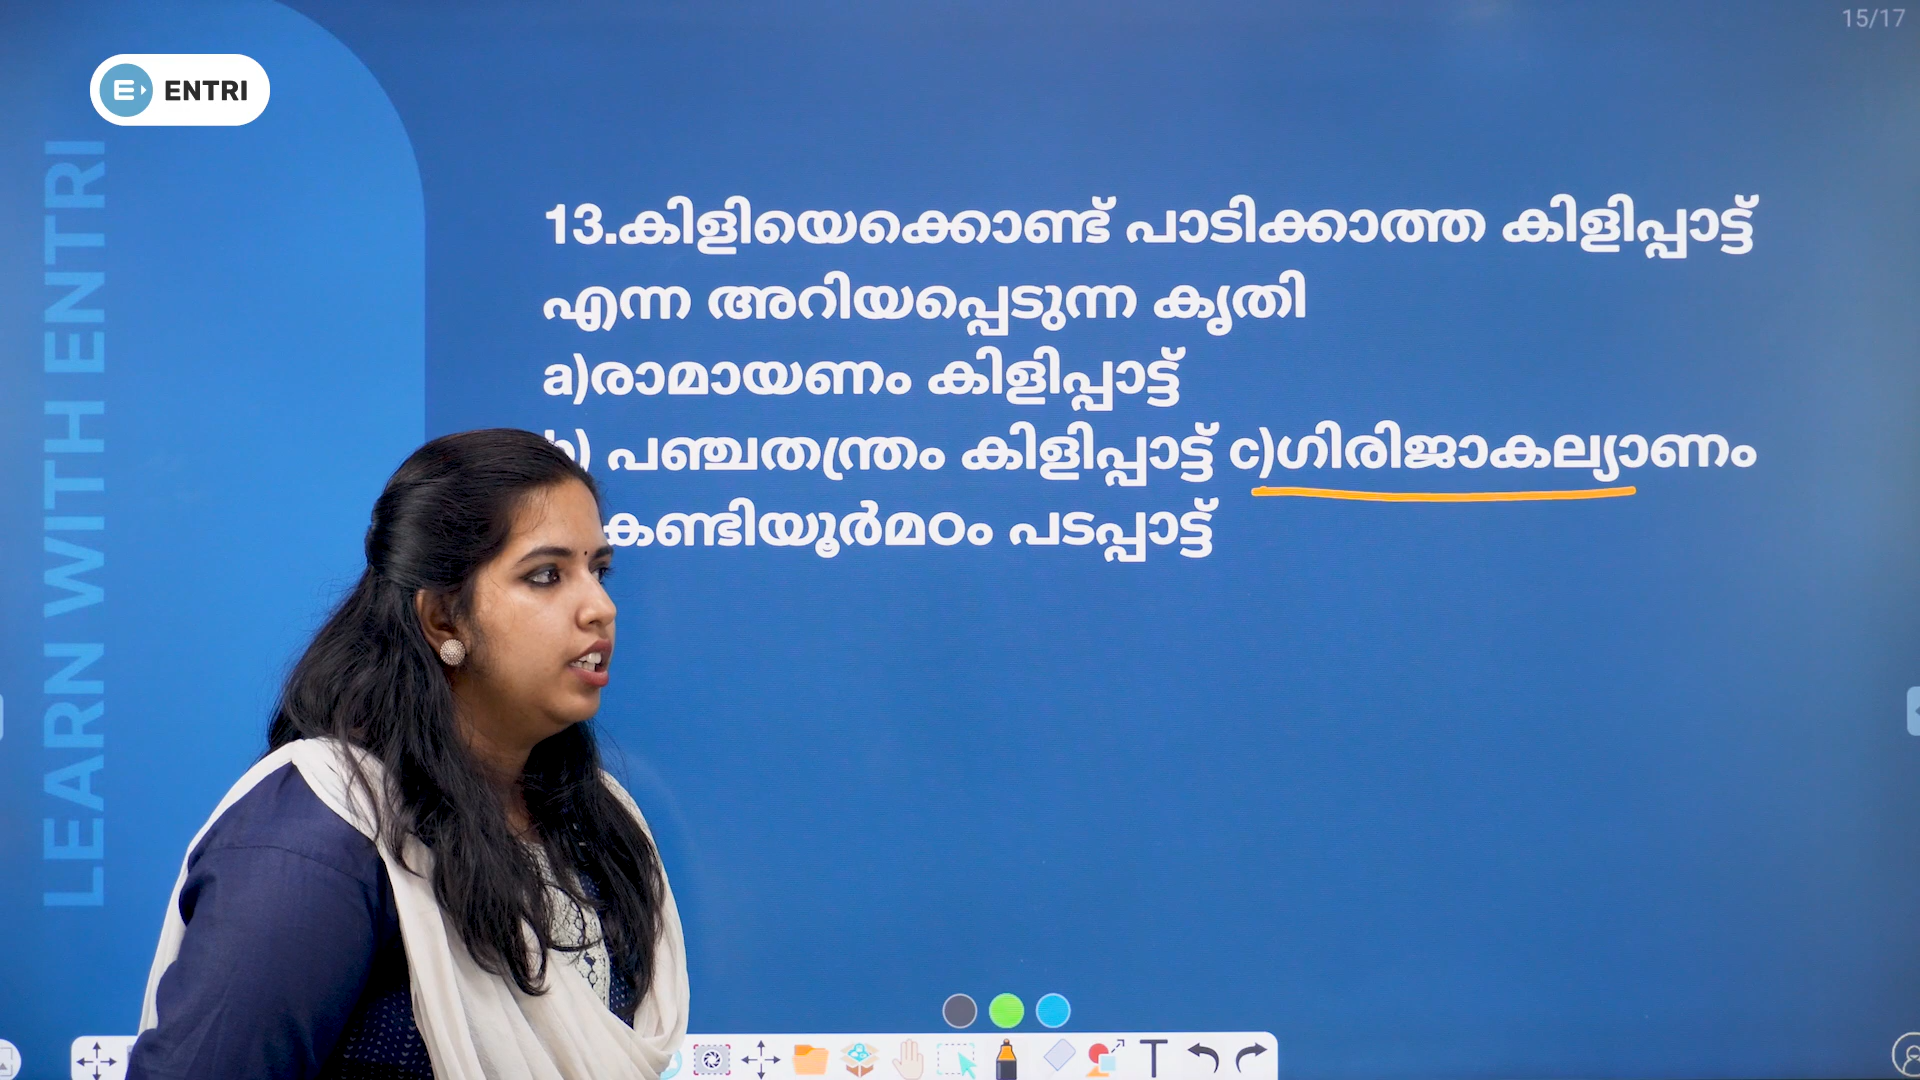 15/17
ENTRI
LEARN WITH ENTRI
13.കിളിയെക്കൊണ്ട് പാടിക്കാത്ത കിളിപ്പാട്ട്
എന്ന അറിയപ്പെടുന്ന കൃതി
a)രാമായണം കിളിപ്പാട്ട്
പഞ്ചതന്ത്രം കിളിപ്പാട്ട് c)ഗിരിജാകല്യാണം
കണ്ടിയൂർമഠം പടപ്പാട്ട്
T